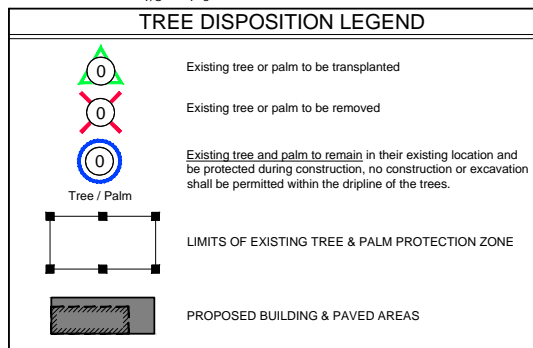 TREE DISPOSITION LEGEND
0
Existing tree or palm to be transplanted
0
Existing tree or palm to be removed
0
Existing tree and palm to remain in their existing location and
be protected during construction, no construction or excavation
shall be permitted within the dripline of the trees.
Tree / Palm
LIMITS OF EXISTING TREE & PALM PROTECTION ZONE
PROPOSED BUILDING & PAVED AREAS